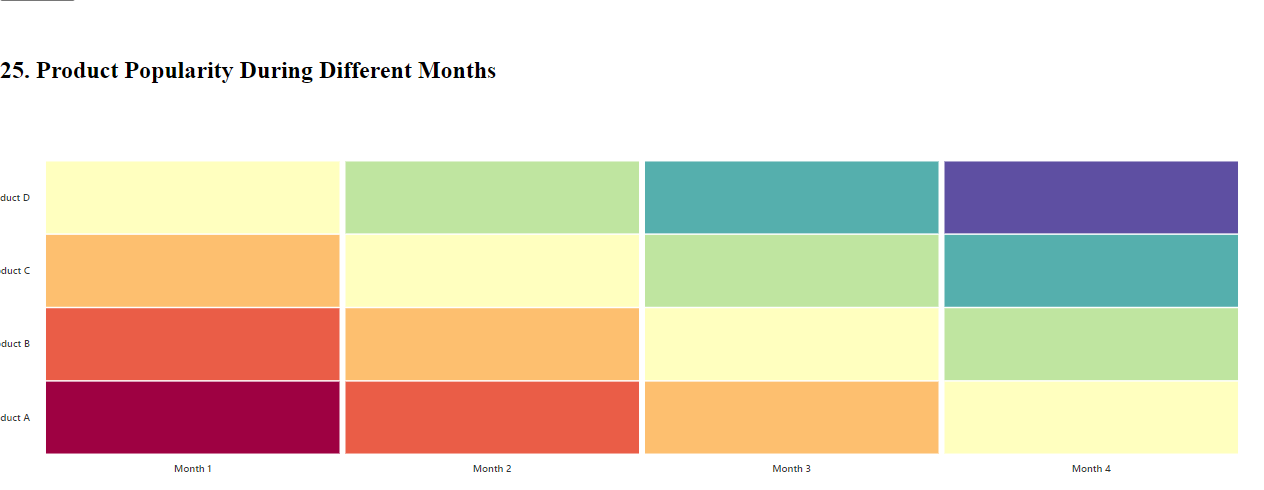 25. Product Popularity During Different Months
duct D
duct C
duct B
duct A
Month 1 Month 2 Month 3 Month 4